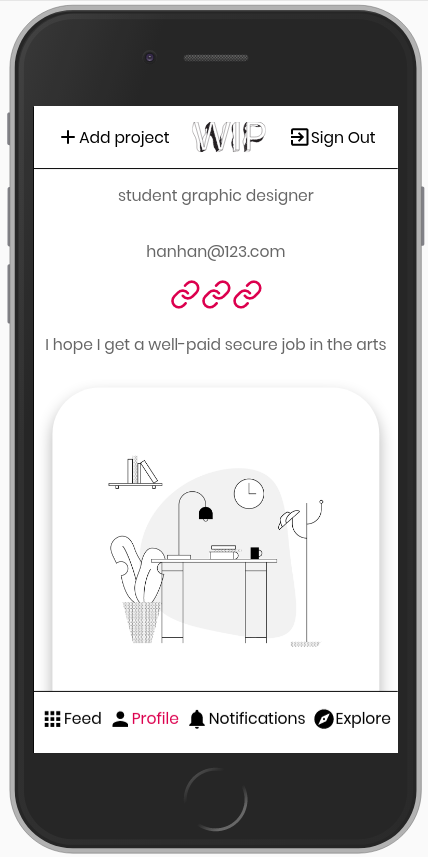 Add project WIP Sign Out
student graphic designer
hanhan@123.com
I hope I get a well-paid secure job in the arts
Feed Profile Notifications Explore